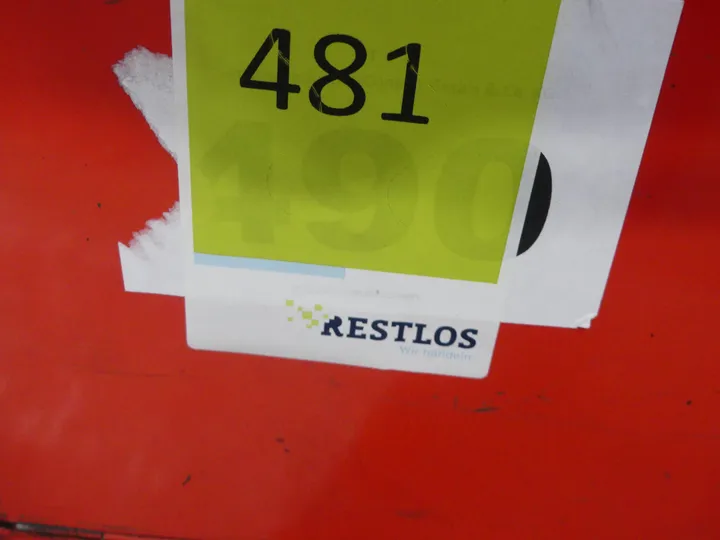 481
490
RESTLOS
Wir handeln.